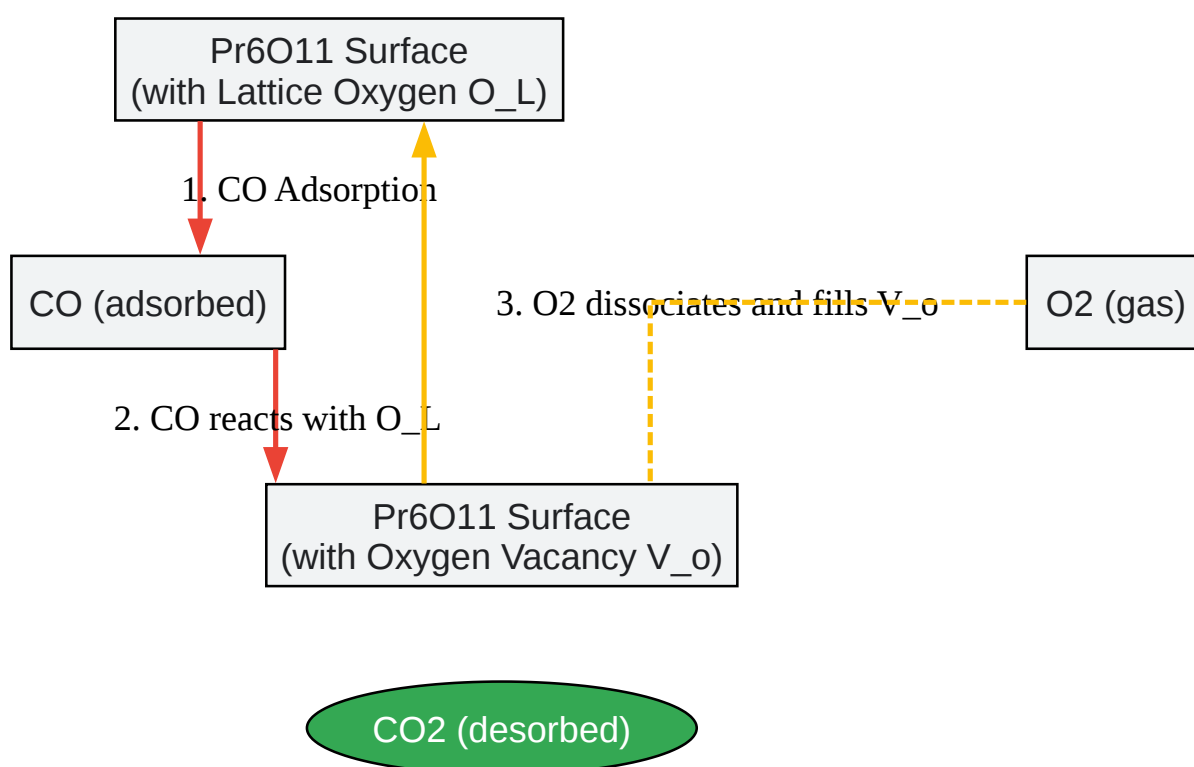 Pr6O11 Surface
(with Lattice Oxygen O_L)
1. CO Adsorption
CO (adsorbed)
3. O2 dissociates and fills V_o
O2 (gas)
2. CO reacts with O_L
Pr6O11 Surface
(with Oxygen Vacancy V_o)
CO2 (desorbed)